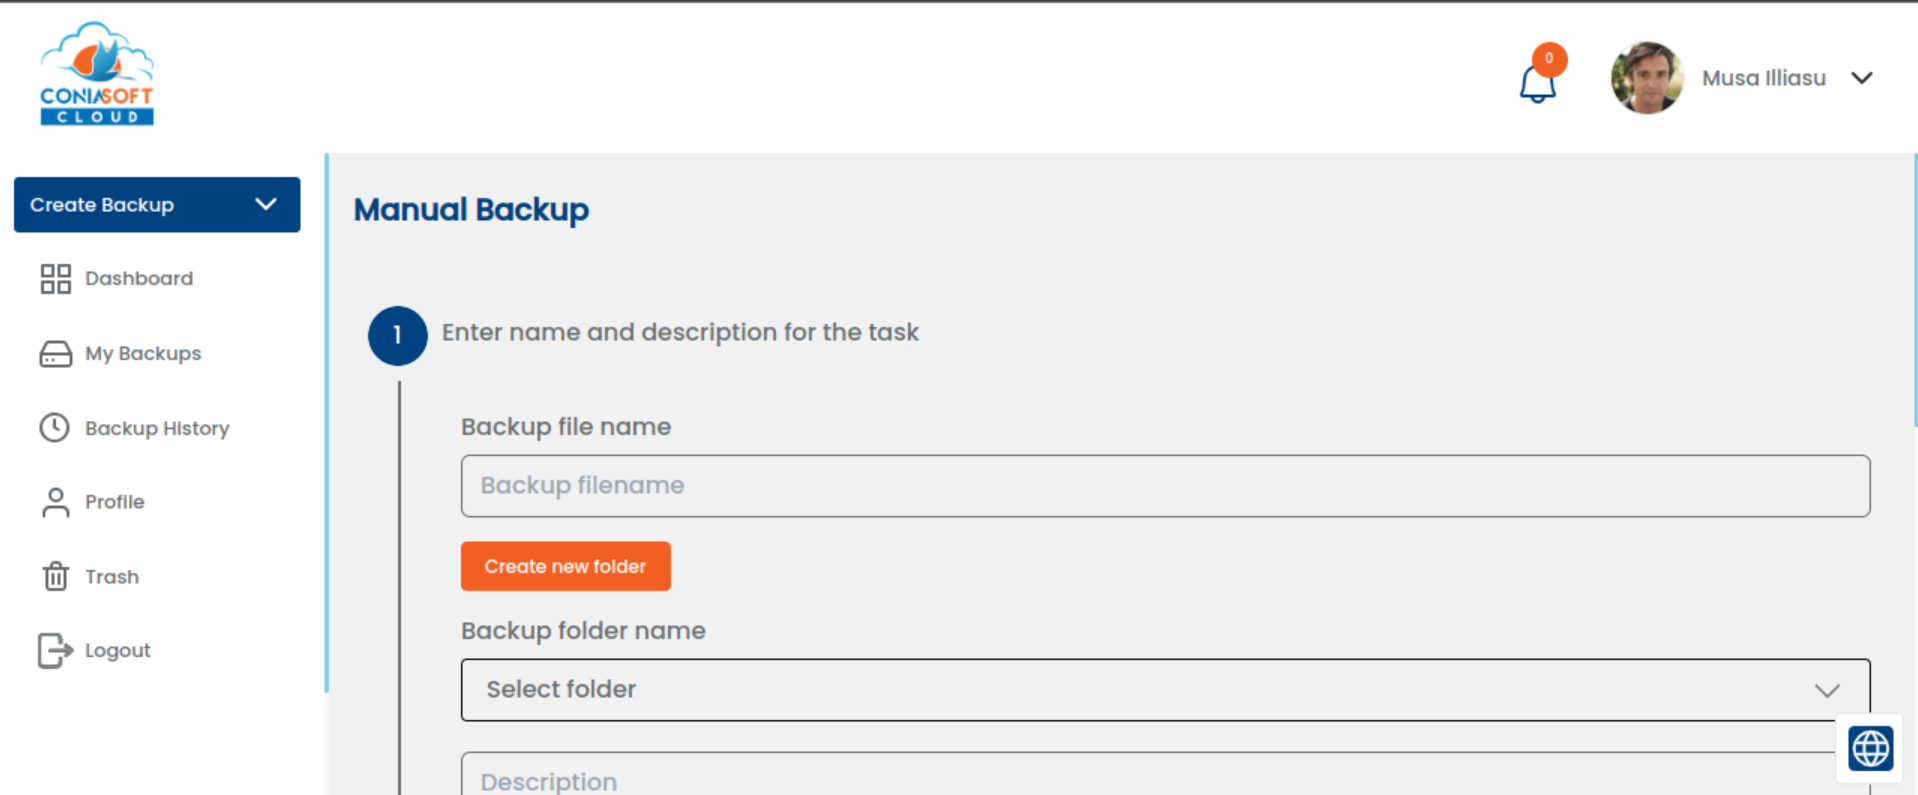 CONIASOFT
CLOUD
0
Musa Illiasu
Create Backup
Dashboard
My Backups
Backup History
Profile
Trash
Logout
Manual Backup
1
Enter name and description for the task
Backup file name
Backup filename
Create new folder
Backup folder name
Select folder
Description